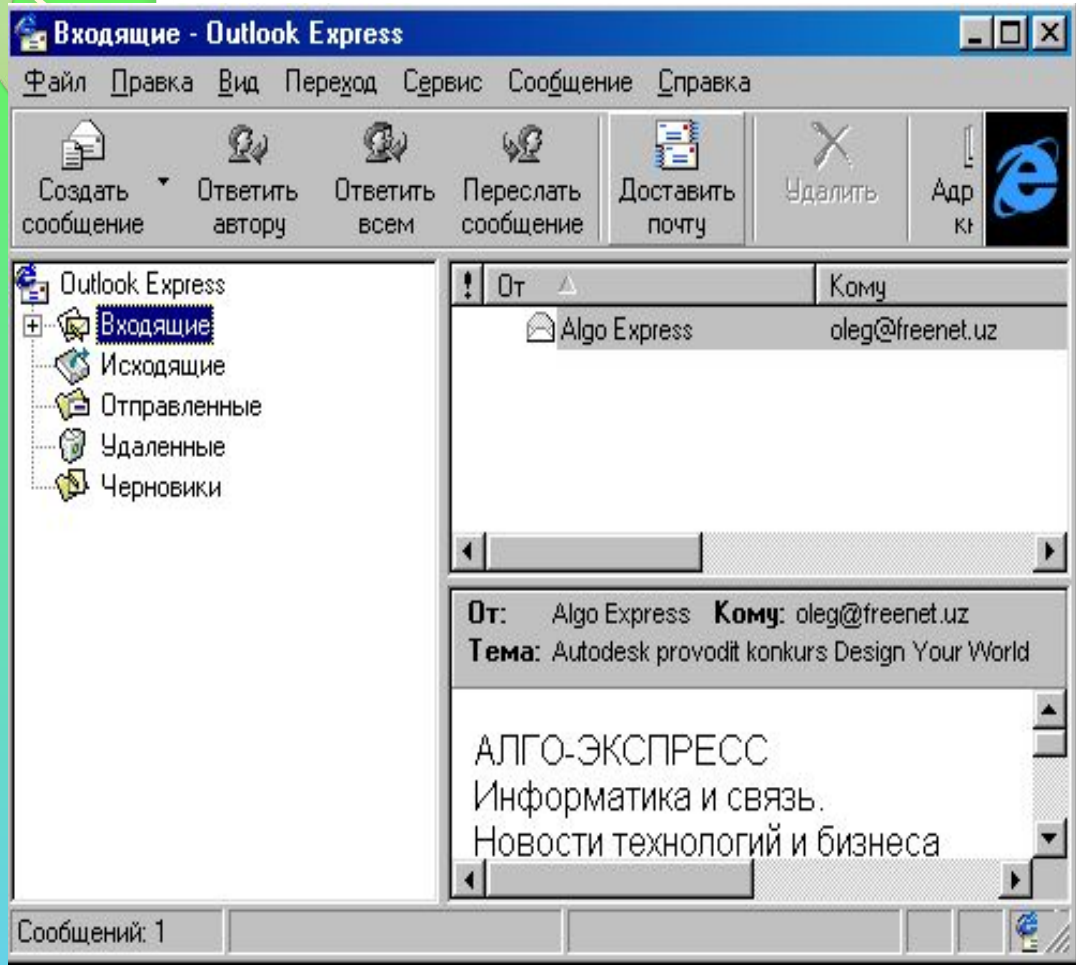 Входящие - Outlook Express
Файл Правка Вид Переход Сервис Сообщение Справка
Создать сообщение
Ответить автору
Ответить всем
Переслать сообщение
Доставить почту
Удалить
Адр
кн
Outlook Express
Входящие
Исходящие
Отправленные
Удаленные
Черновики
! От Кому
Algo Express oleg@freenet.uz
От: Algo Express Кому: oleg@freenet.uz
Тема: Autodesk provodit konkurs Design Your World
АЛГО-ЭКСПРЕСС
Информатика и связь.
Новости технологий и бизнеса
Сообщений: 1